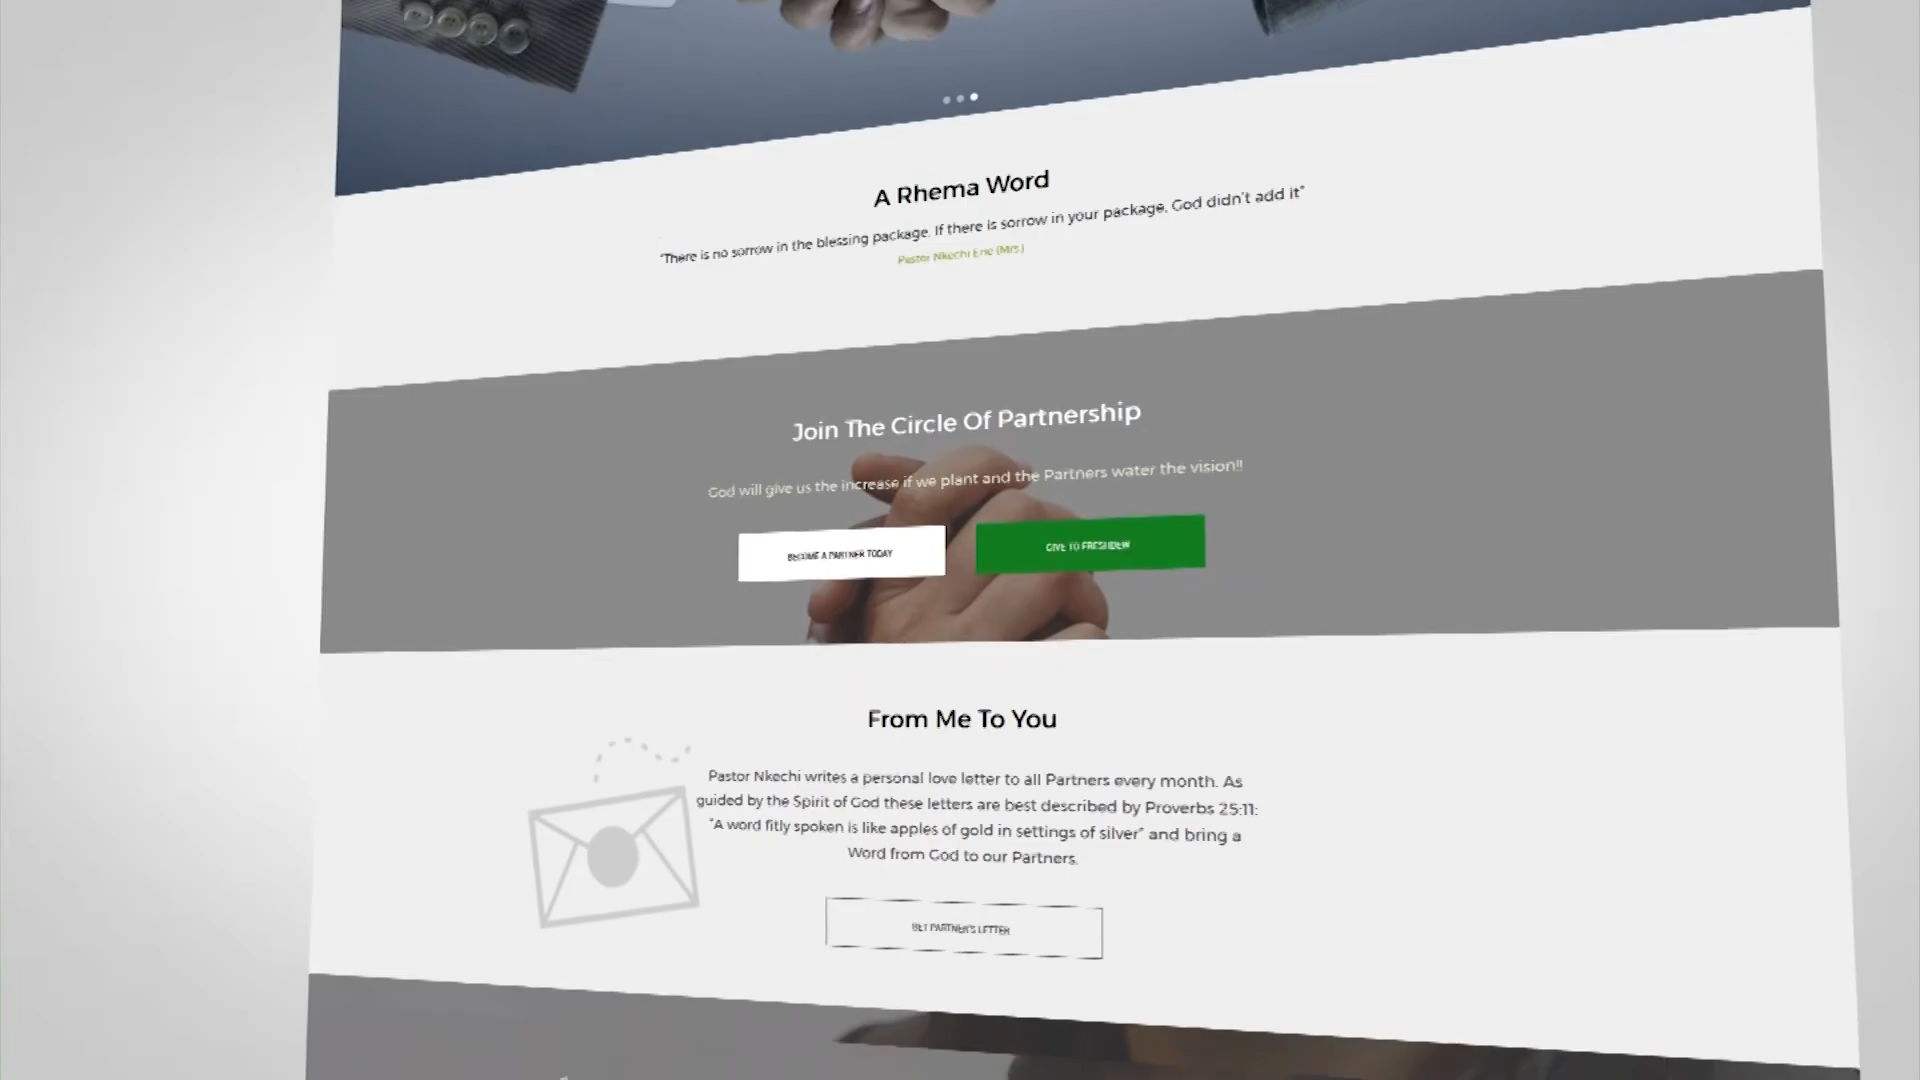 A Rhema Word
"There is no sorrow in the blessing package. If there is sorrow in your package, God didn't add it"
Pastor Nkechi Ene (Mrs.)
Join The Circle Of Partnership
God will give us the increase if we plant and the Partners water the vision!!
BECOME A PARTNER TODAY
GIVE TO FRESHDEW
From Me To You
Pastor Nkechi writes a personal love letter to all Partners every month. As
guided by the Spirit of God these letters are best described by Proverbs 25:11:
"A word fitly spoken is like apples of gold in settings of silver" and bring a
Word from God to our Partners.
GET PARTNER'S LETTER